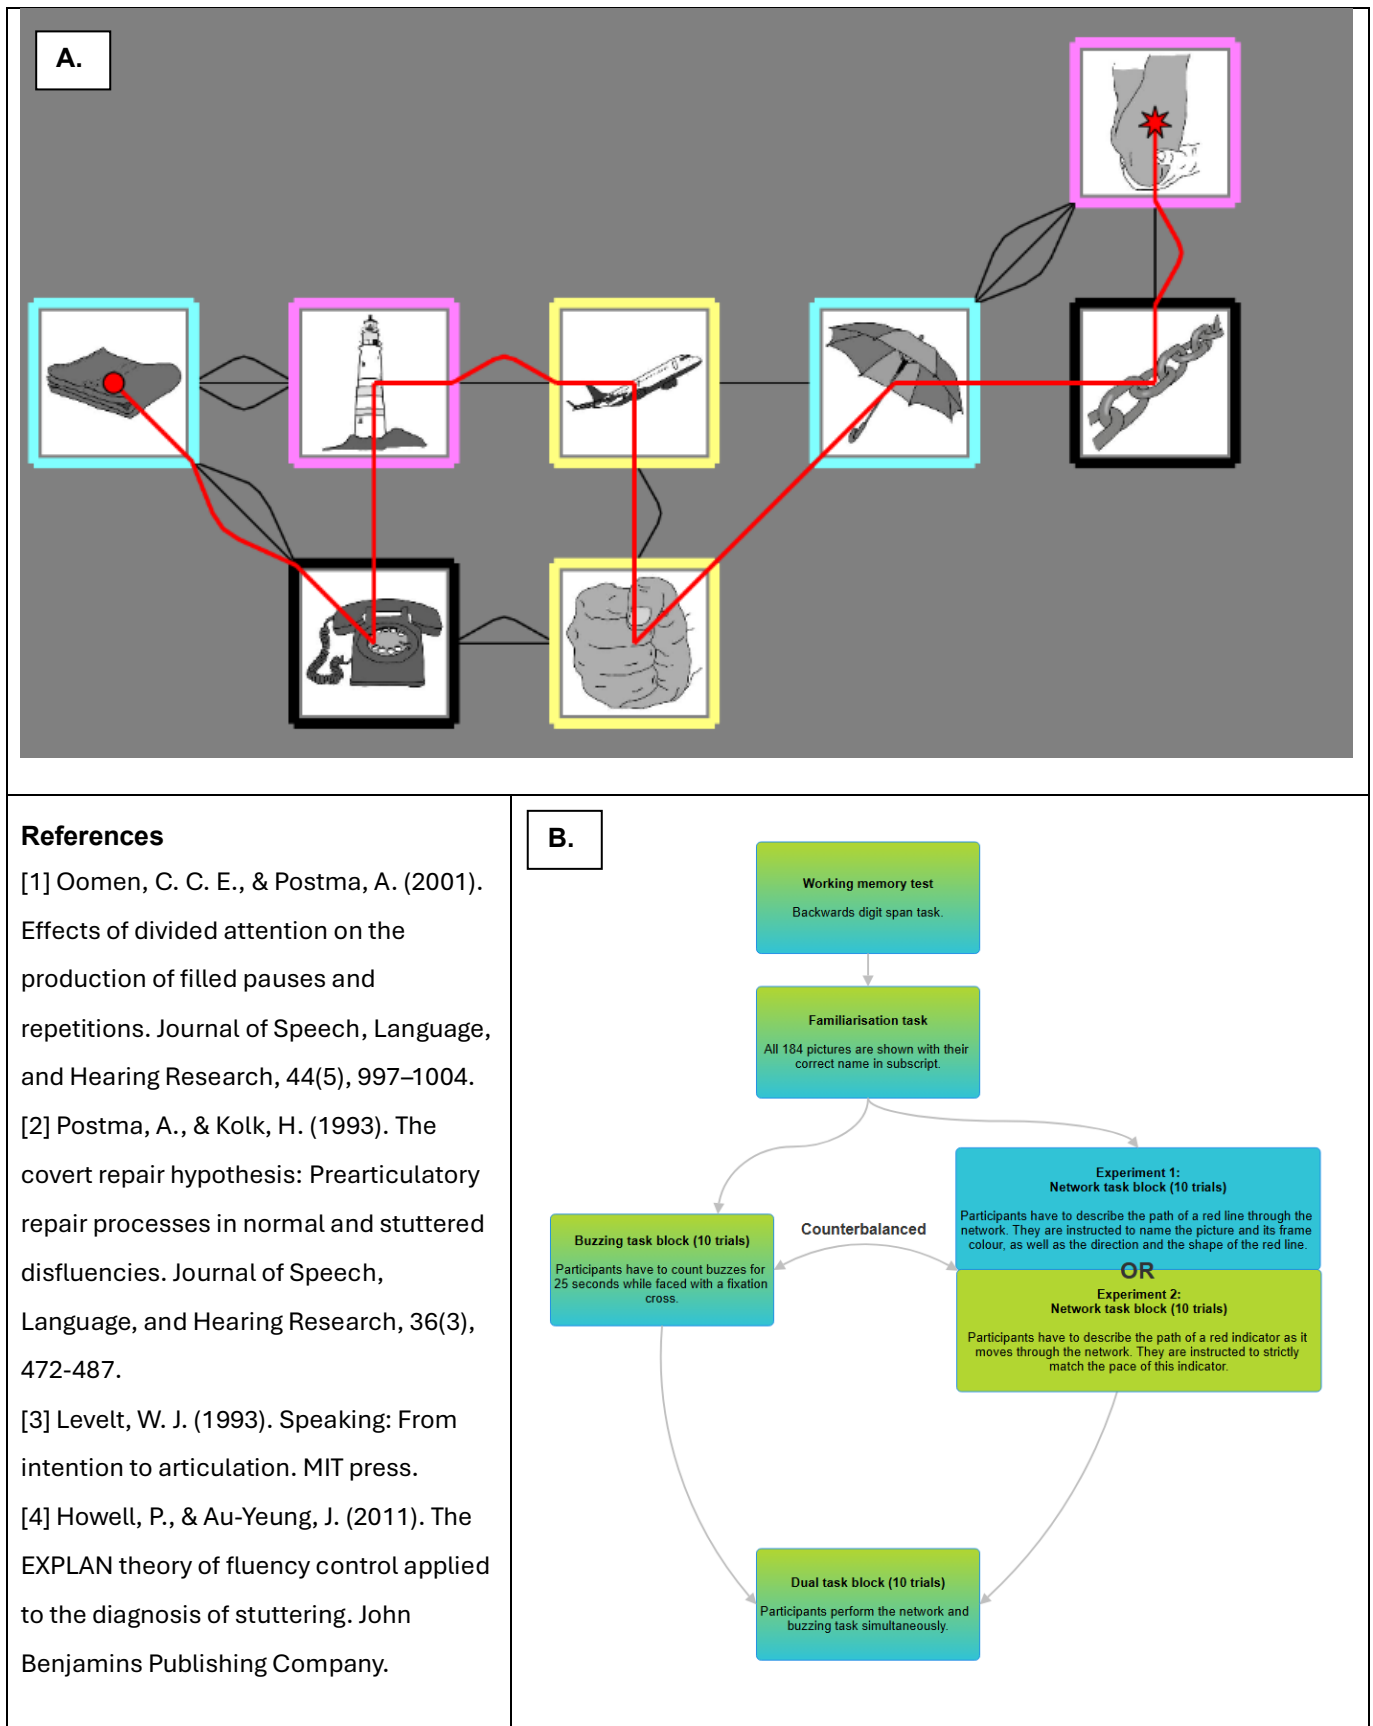 A.
References
[1] Oomen, C. C. E., & Postma, A. (2001).
Effects of divided attention on the
production of filled pauses and
repetitions. Journal of Speech, Language,
and Hearing Research, 44(5), 997–1004.
[2] Postma, A., & Kolk, H. (1993). The
covert repair hypothesis: Prearticulatory
repair processes in normal and stuttered
disfluencies. Journal of Speech,
Language, and Hearing Research, 36(3),
472-487.
[3] Levelt, W. J. (1993). Speaking: From
intention to articulation. MIT press.
[4] Howell, P., & Au-Yeung, J. (2011). The
EXPLAN theory of fluency control applied
to the diagnosis of stuttering. John
Benjamins Publishing Company.
B.
Working memory test
Backwards digit span task.
Familiarisation task
All 184 pictures are shown with their
correct name in subscript.
Buzzing task block (10 trials)
Participants have to count buzzes for
25 seconds while faced with a fixation
cross.
Counterbalanced
Experiment 1:
Network task block (10 trials)
Participants have to describe the path of a red line through the
network. They are instructed to name the picture and its frame
colour, as well as the direction and the shape of the red line.
OR
Experiment 2:
Network task block (10 trials)
Participants have to describe the path of a red indicator as it
moves through the network. They are instructed to strictly
match the pace of this indicator.
Dual task block (10 trials)
Participants perform the network and
buzzing task simultaneously.